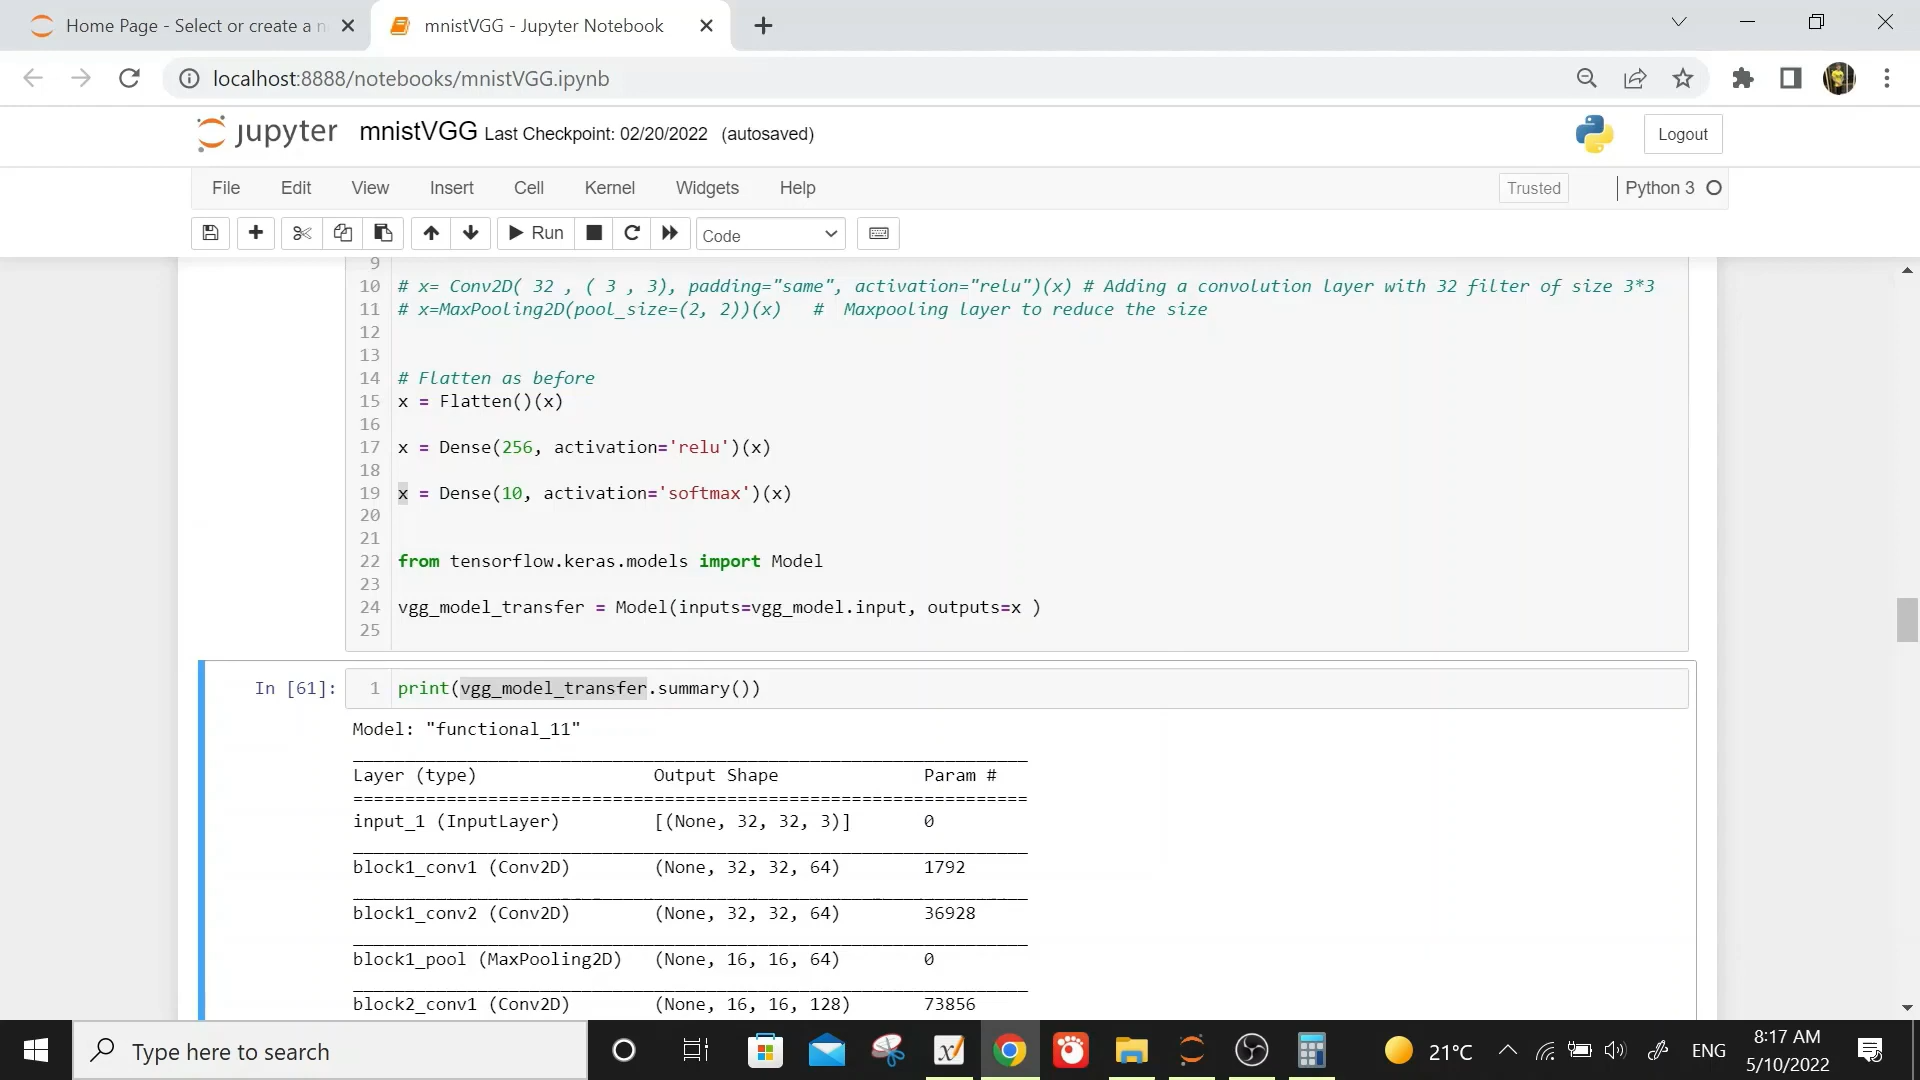 Home Page - Select or create a n
mnistVGG - Jupyter Notebook
localhost:8888/notebooks/mnistVGG.ipynb
jupyter mnistVGG Last Checkpoint: 02/20/2022 (autosaved)
Logout
File Edit View Insert Cell Kernel Widgets Help
Trusted
Python 3
Run
Code
9
10 # x= Conv2D( 32 , ( 3 , 3), padding="same", activation="relu")(x) # Adding a convolution layer with 32 filter of size 3*3
11 # x=MaxPooling2D(pool_size=(2, 2))(x)   #  Maxpooling layer to reduce the size
12
13
14 # Flatten as before
15 x = Flatten()(x)
16
17 x = Dense(256, activation='relu')(x)
18
19 x = Dense(10, activation='softmax')(x)
20
21
22 from tensorflow.keras.models import Model
23
24 vgg_model_transfer = Model(inputs=vgg_model.input, outputs=x )
25
In [61]: 1 print(vgg_model_transfer.summary())
Model: "functional_11"
Layer (type) Output Shape Param #
=================================================================
input_1 (InputLayer) [(None, 32, 32, 3)] 0
block1_conv1 (Conv2D) (None, 32, 32, 64) 1792
block1_conv2 (Conv2D) (None, 32, 32, 64) 36928
block1_pool (MaxPooling2D) (None, 16, 16, 64) 0
block2_conv1 (Conv2D) (None, 16, 16, 128) 73856
Type here to search
21°C
ENG
8:17 AM
5/10/2022